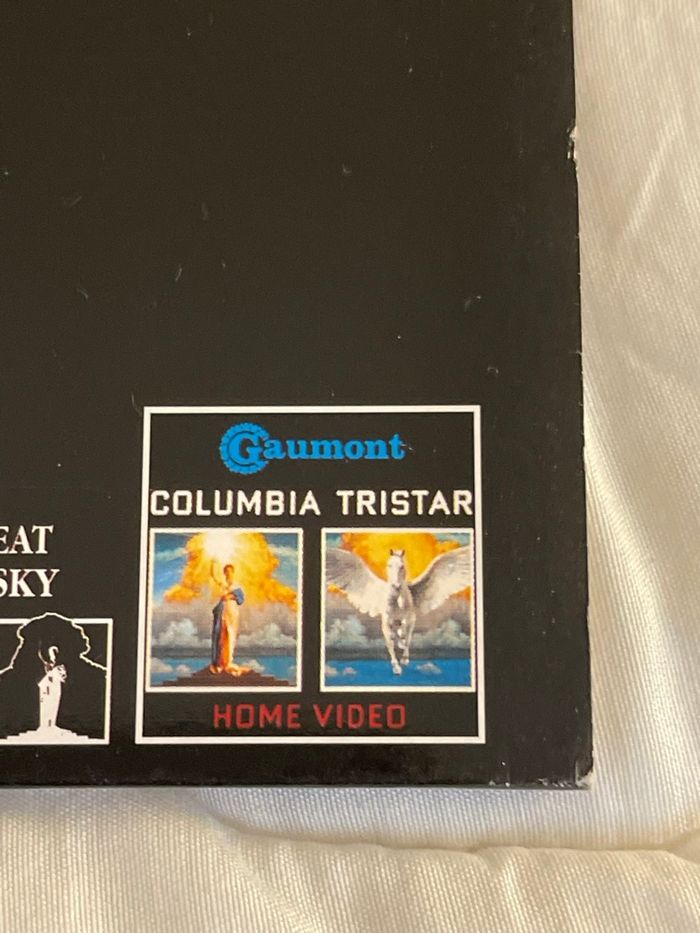 EAT
SKY
Gaumont
COLUMBIA TRISTAR
HOME VIDEO